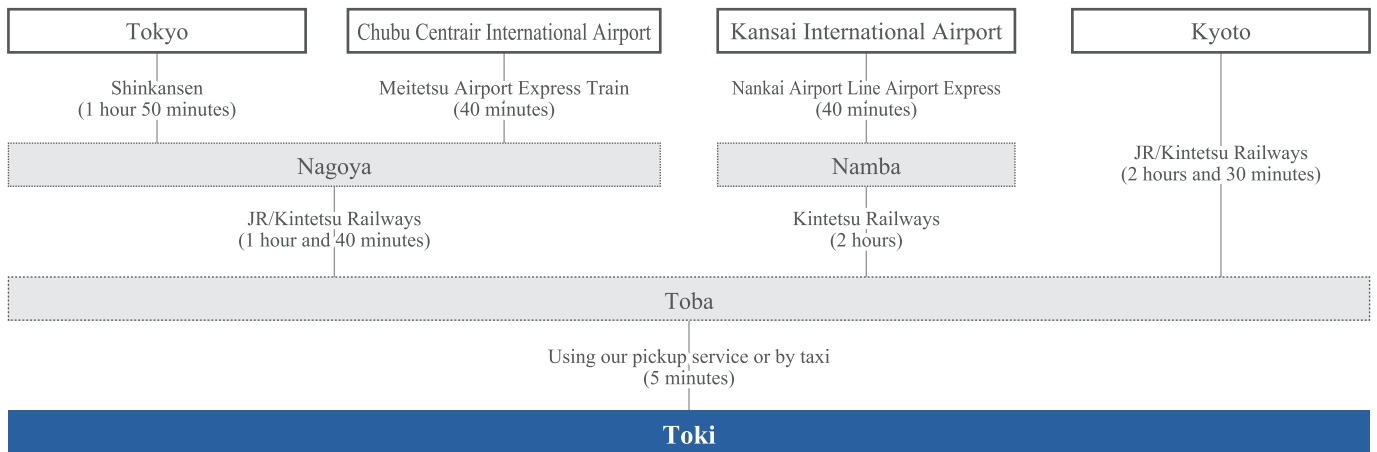 Tokyo
Chubu Centrair International Airport
Kansai International Airport
Kyoto
Shinkansen
(1 hour 50 minutes)
Meitetsu Airport Express Train
(40 minutes)
Nankai Airport Line Airport Express
(40 minutes)
JR/Kintetsu Railways
(2 hours and 30 minutes)
Nagoya
Namba
JR/Kintetsu Railways
(1 hour and 40 minutes)
Kintetsu Railways
(2 hours)
Toba
Using our pickup service or by taxi
(5 minutes)
Toki